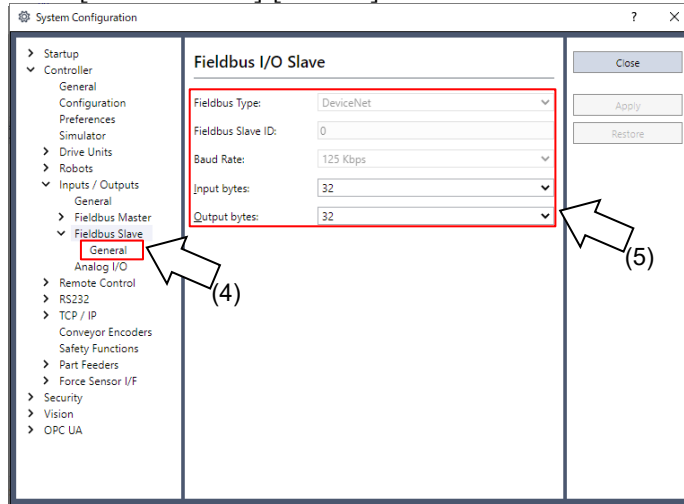 System Configuration
?
Startup
Controller
General
Configuration
Preferences
Simulator
Drive Units
Robots
Inputs / Outputs
General
Fieldbus Master
Fieldbus Slave
General
Analog I/O
Remote Control
RS232
TCP / IP
Conveyor Encoders
Safety Functions
Part Feeders
Force Sensor I/F
Security
Vision
OPC UA
(4)
Fieldbus I/O Slave
Fieldbus Type: DeviceNet
Fieldbus Slave ID: 0
Baud Rate: 125 Kbps
Input bytes: 32
Output bytes: 32
(5)
Close
Apply
Restore